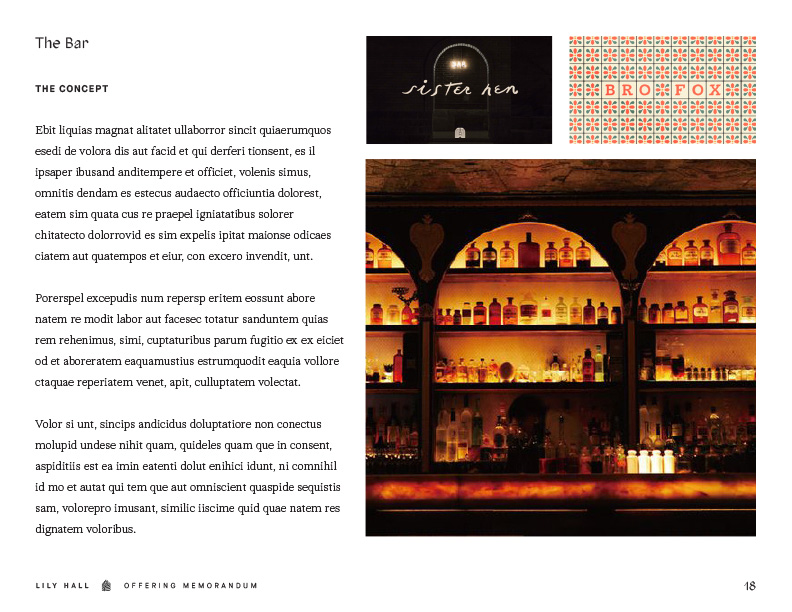 The Bar
THE CONCEPT
Ebit liquias magnat alitatet ullaborror sincit quiaerumquos
esedi de volora dis aut facid et qui derferi tionsent, es il
ipsaper ibusand anditempere et officiet, volenis simus,
omnitis dendam es estecus audaecto officiuntia dolorest,
eatem sim quata cus re praepel igniatatibus solorer
chitatecto dolorrovid es sim expelis ipitat maionse odicaes
ciatem aut quatempos et eiur, con excero invendit, unt.
Porerspel excepudis num repersp eritem eossunt abore
natem re modit labor aut facesec totatur sanduntem quias
rem rehenimus, simi, cuptaturibus parum fugitio ex ex eiciet
od et aboreratem eaquamustius estrumquodit eaquia vollore
ctaquae reperiatem venet, apit, culluptatem volectat.
Volor si unt, sincips andicidus doluptatiore non conectus
molupid undese nihit quam, quideles quam que in consent,
aspiditiis est ea imin eatenti dolut enihici idunt, ni comnihil
id mo et autat qui tem que aut omniscient quaspide sequistis
sam, volorepro imusant, similic iiscime quid quae natem res
dignatem voloribus.
sister hen
BRO FOX
LILY HALL OFFERING MEMORANDUM
18